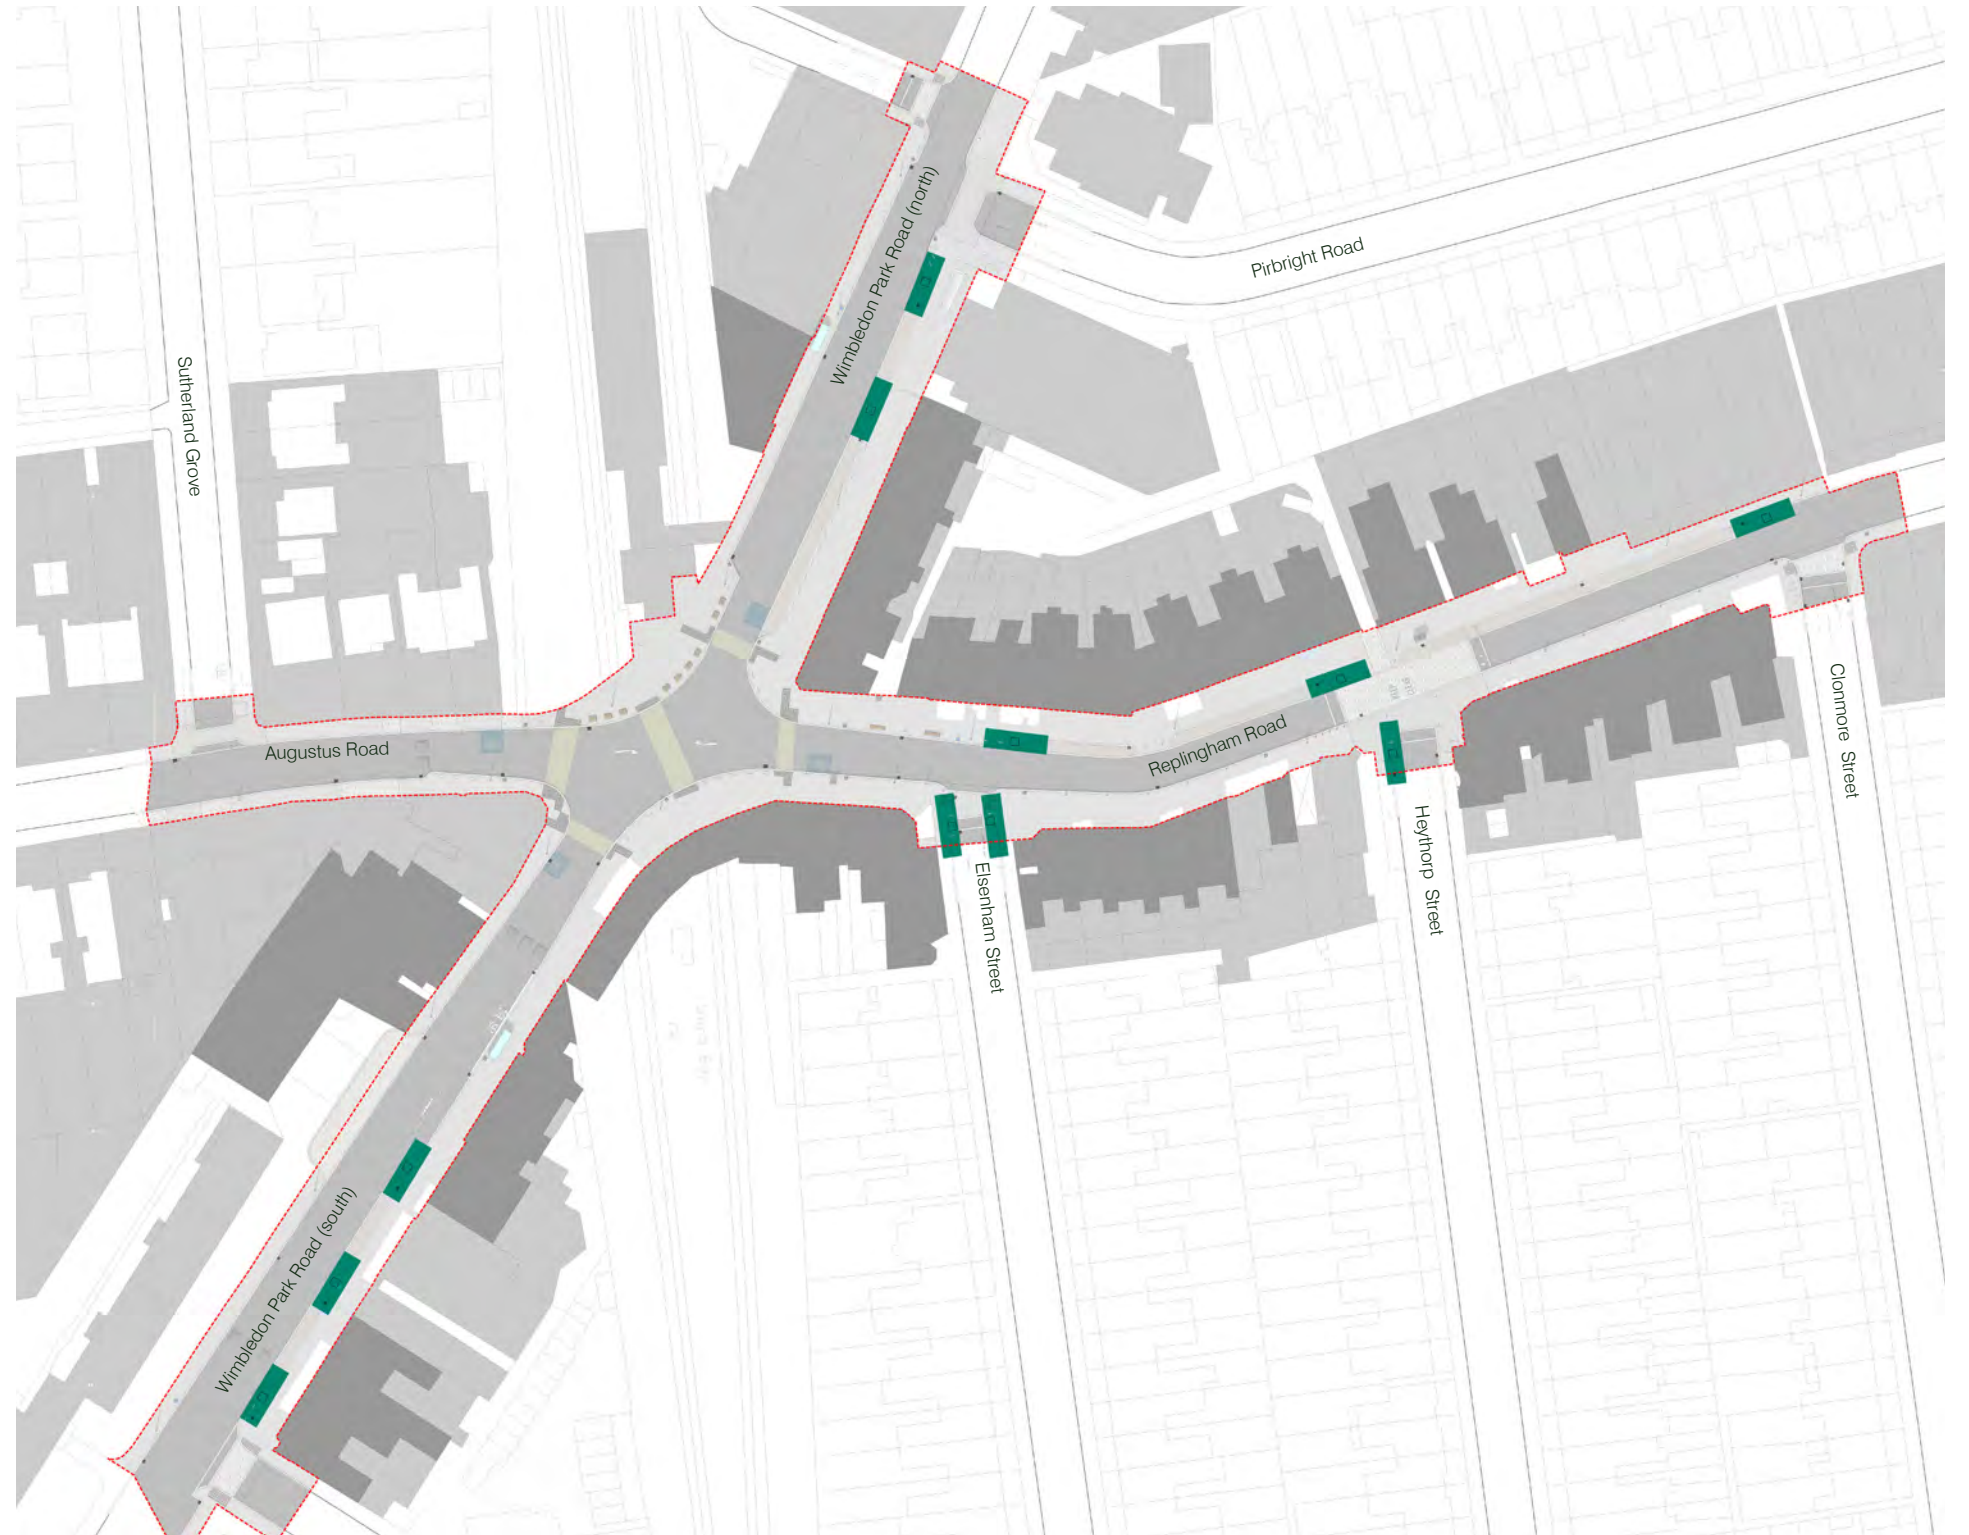 Wimbledon Park Road (north)
Pirbright Road
Sutherland Grove
Augustus Road
Replingham Road
Clonmore Street
Heythorp Street
Elsenham Street
Wimbledon Park Road (south)